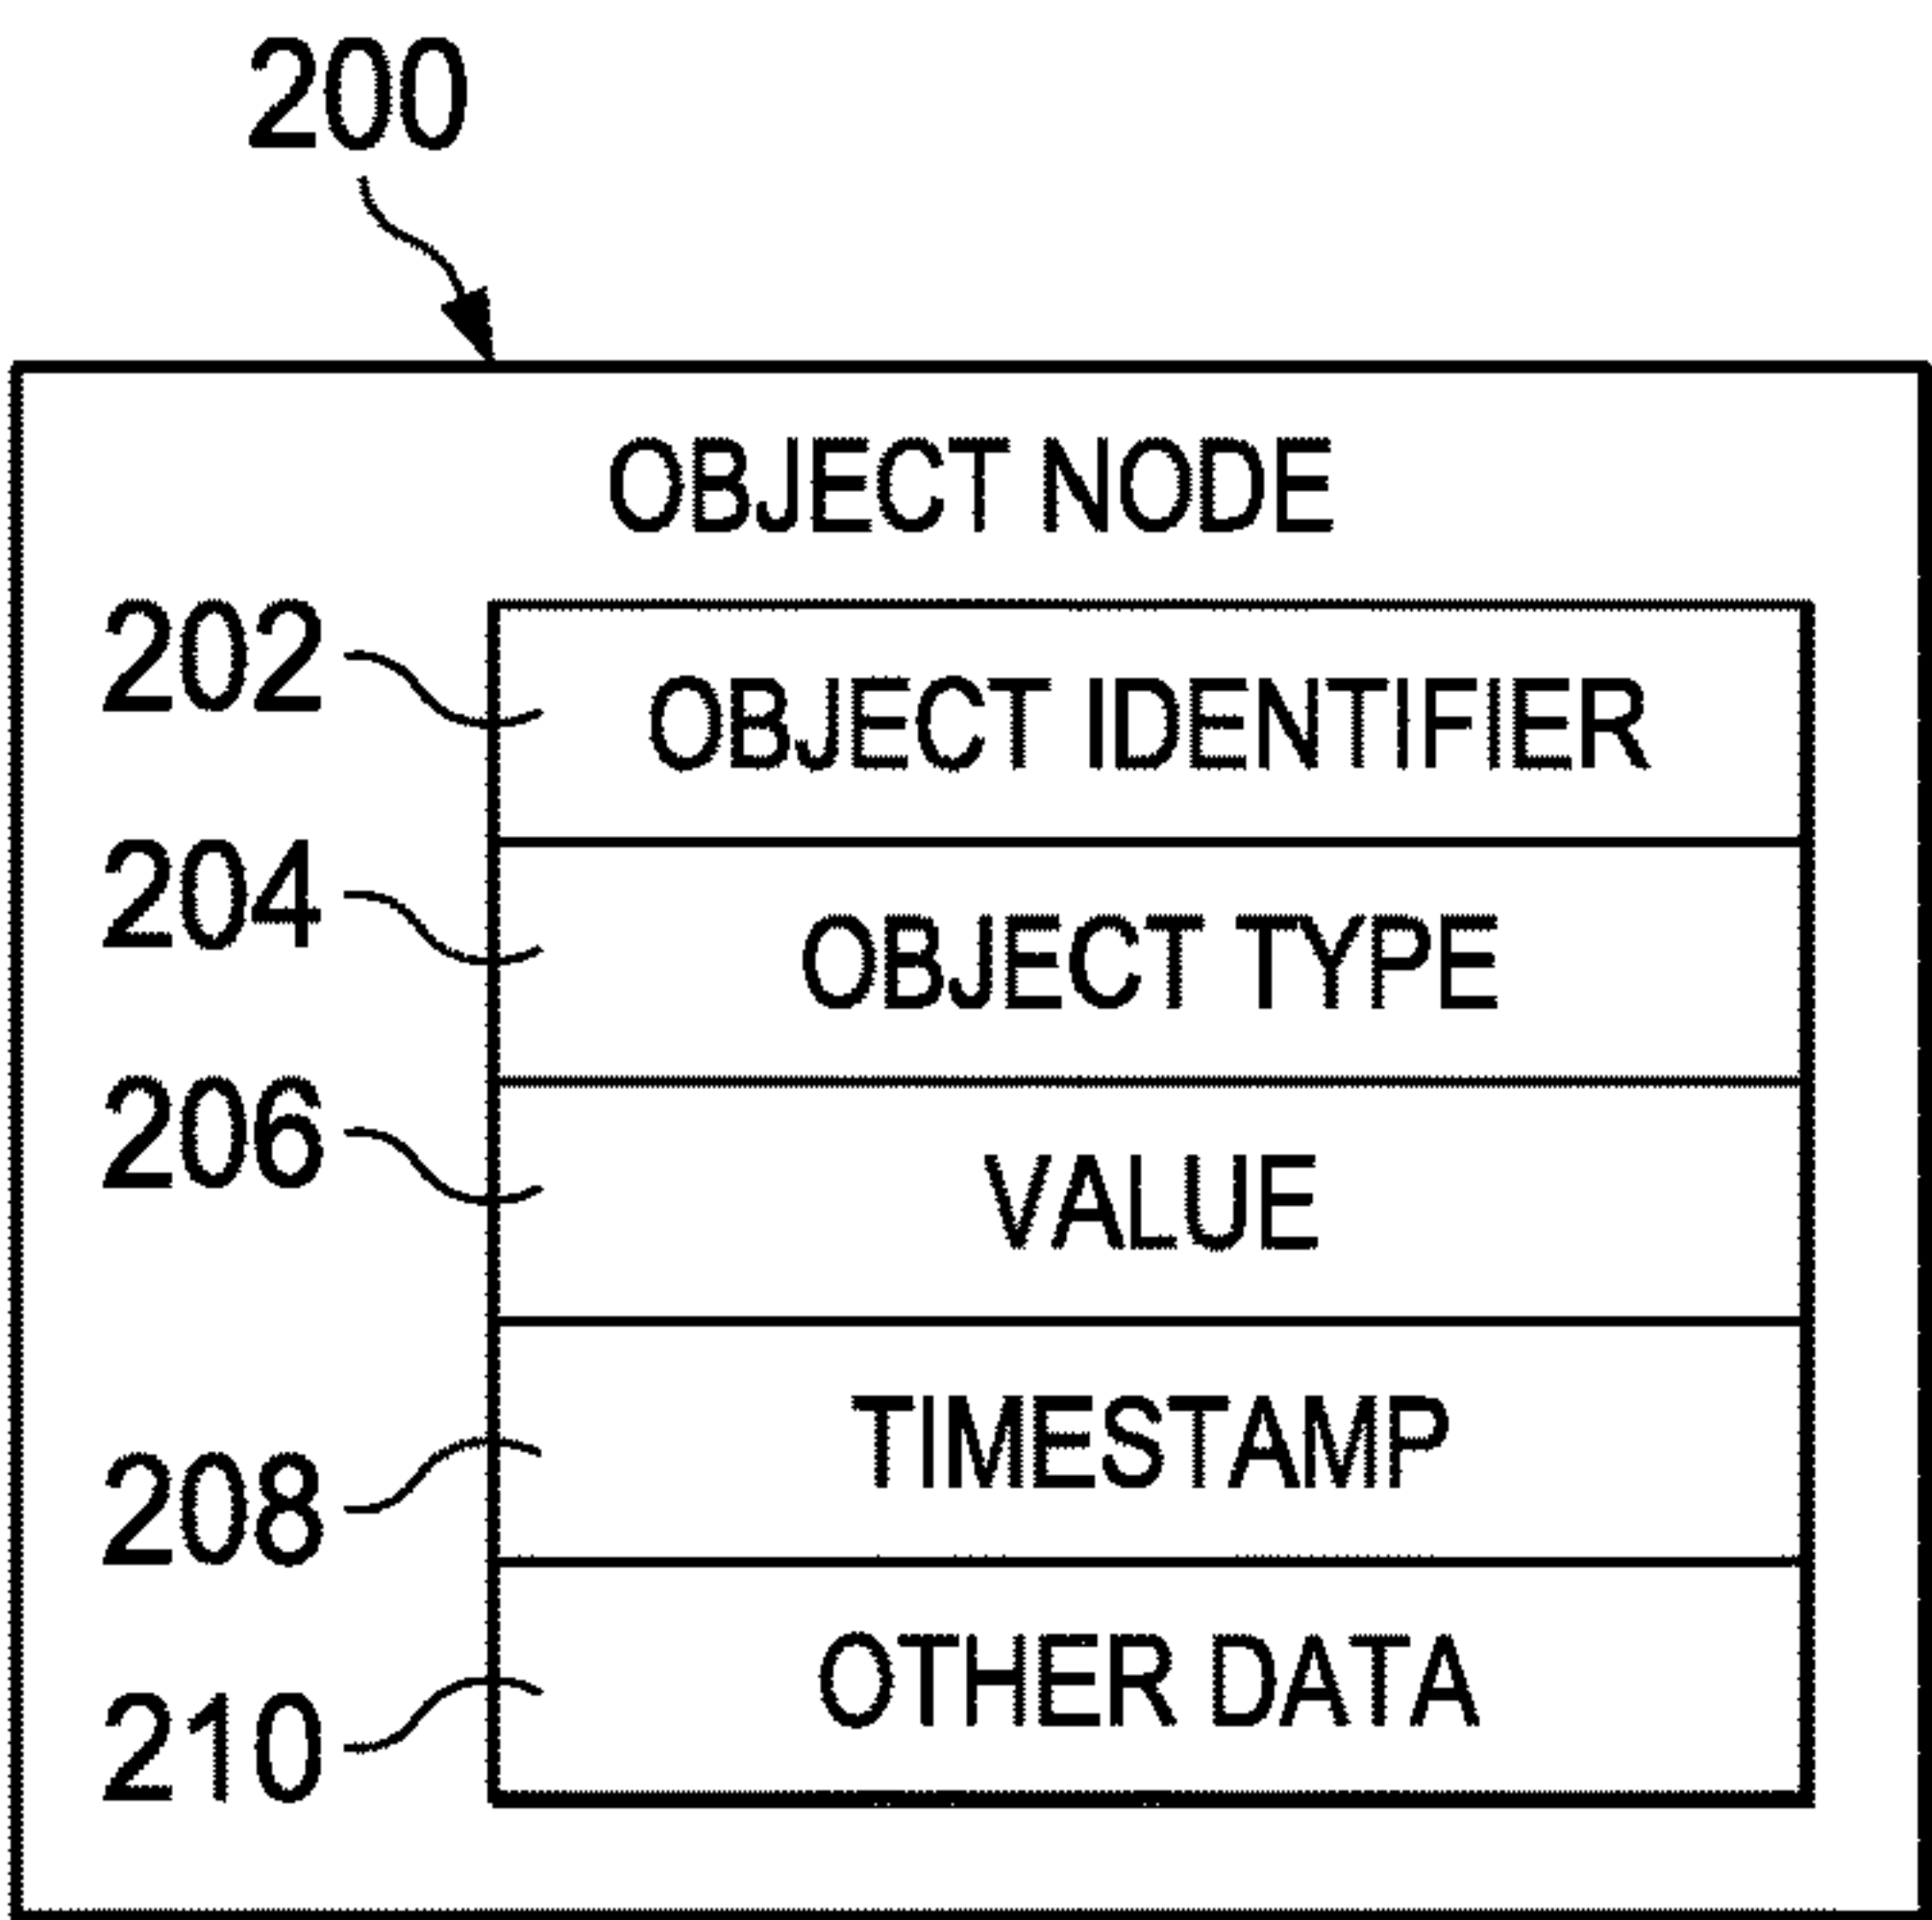 200
OBJECT NODE
202 OBJECT IDENTIFIER
204 OBJECT TYPE
206 VALUE
208 TIMESTAMP
210 OTHER DATA